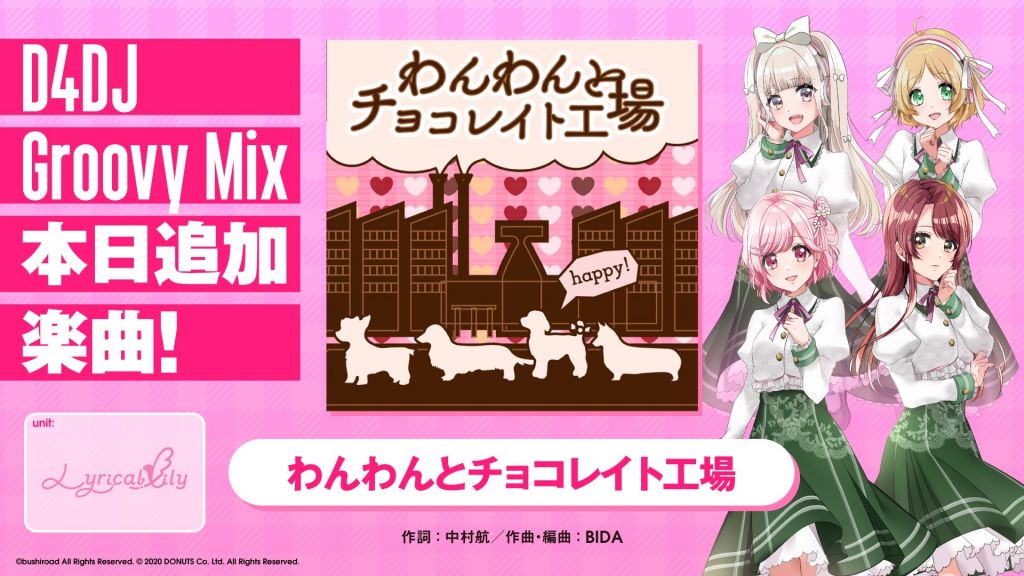 D4DJ
Groovy Mix
本日追加
楽曲!
わんわんと
チョコレイト工場
happy!
unit:
Lyrical Lily
わんわんとチョコレイト工場
作詞：中村航／作曲・編曲：BIDA
©bushiroad All Rights Reserved. © 2020 DONUTS Co. Ltd. All Rights Reserved.